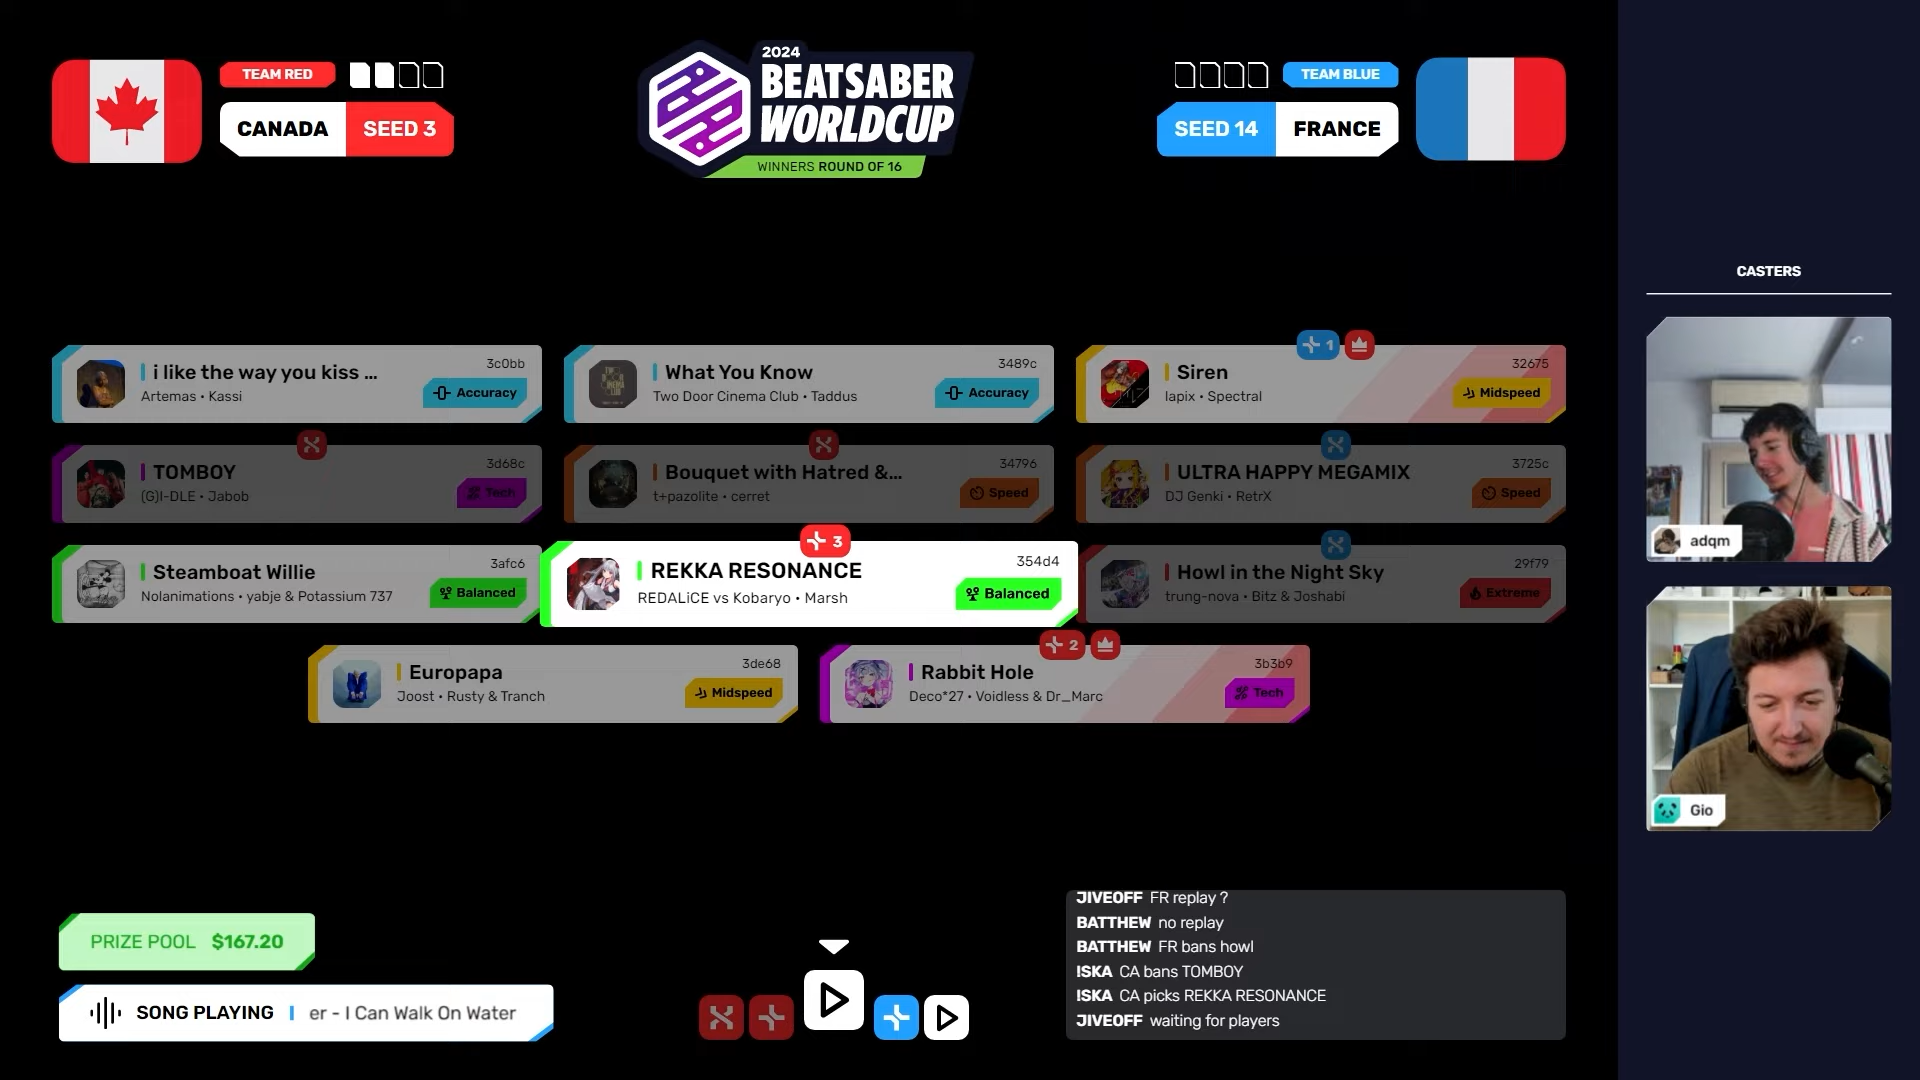 TEAM RED
CANADA SEED 3
2024
BEATSABER
WORLDCUP
WINNERS ROUND OF 16
TEAM BLUE
SEED 14 FRANCE
CASTERS
adqm
Gio
i like the way you kiss ... 3c0bb
Artemas • Kassi Accuracy
What You Know 3489c
Two Door Cinema Club • Taddus Accuracy
1
Siren 32675
lapix • Spectral Midspeed
TOMBOY 3d68c
(G)I-DLE • Jabob Tech
Bouquet with Hatred &... 34796
t+pazolite • cerret Speed
ULTRA HAPPY MEGAMIX 3725c
DJ Genki • RetrX Speed
Steamboat Willie 3afc6
Nolanimations • yabje & Potassium 737 Balanced
3
REKKA RESONANCE 354d4
REDALiCE vs Kobaryo • Marsh Balanced
Howl in the Night Sky 29f79
trung-nova • Bitz & Joshabi Extreme
Europapa 3de68
Joost • Rusty & Tranch Midspeed
2
Rabbit Hole 3b3b9
Deco*27 • Voidless & Dr_Marc Tech
PRIZE POOL $167.20
SONG PLAYING er - I Can Walk On Water
JIVEOFF FR replay ?
BATTHEW no replay
BATTHEW FR bans howl
!SKA CA bans TOMBOY
!SKA CA picks REKKA RESONANCE
JIVEOFF waiting for players